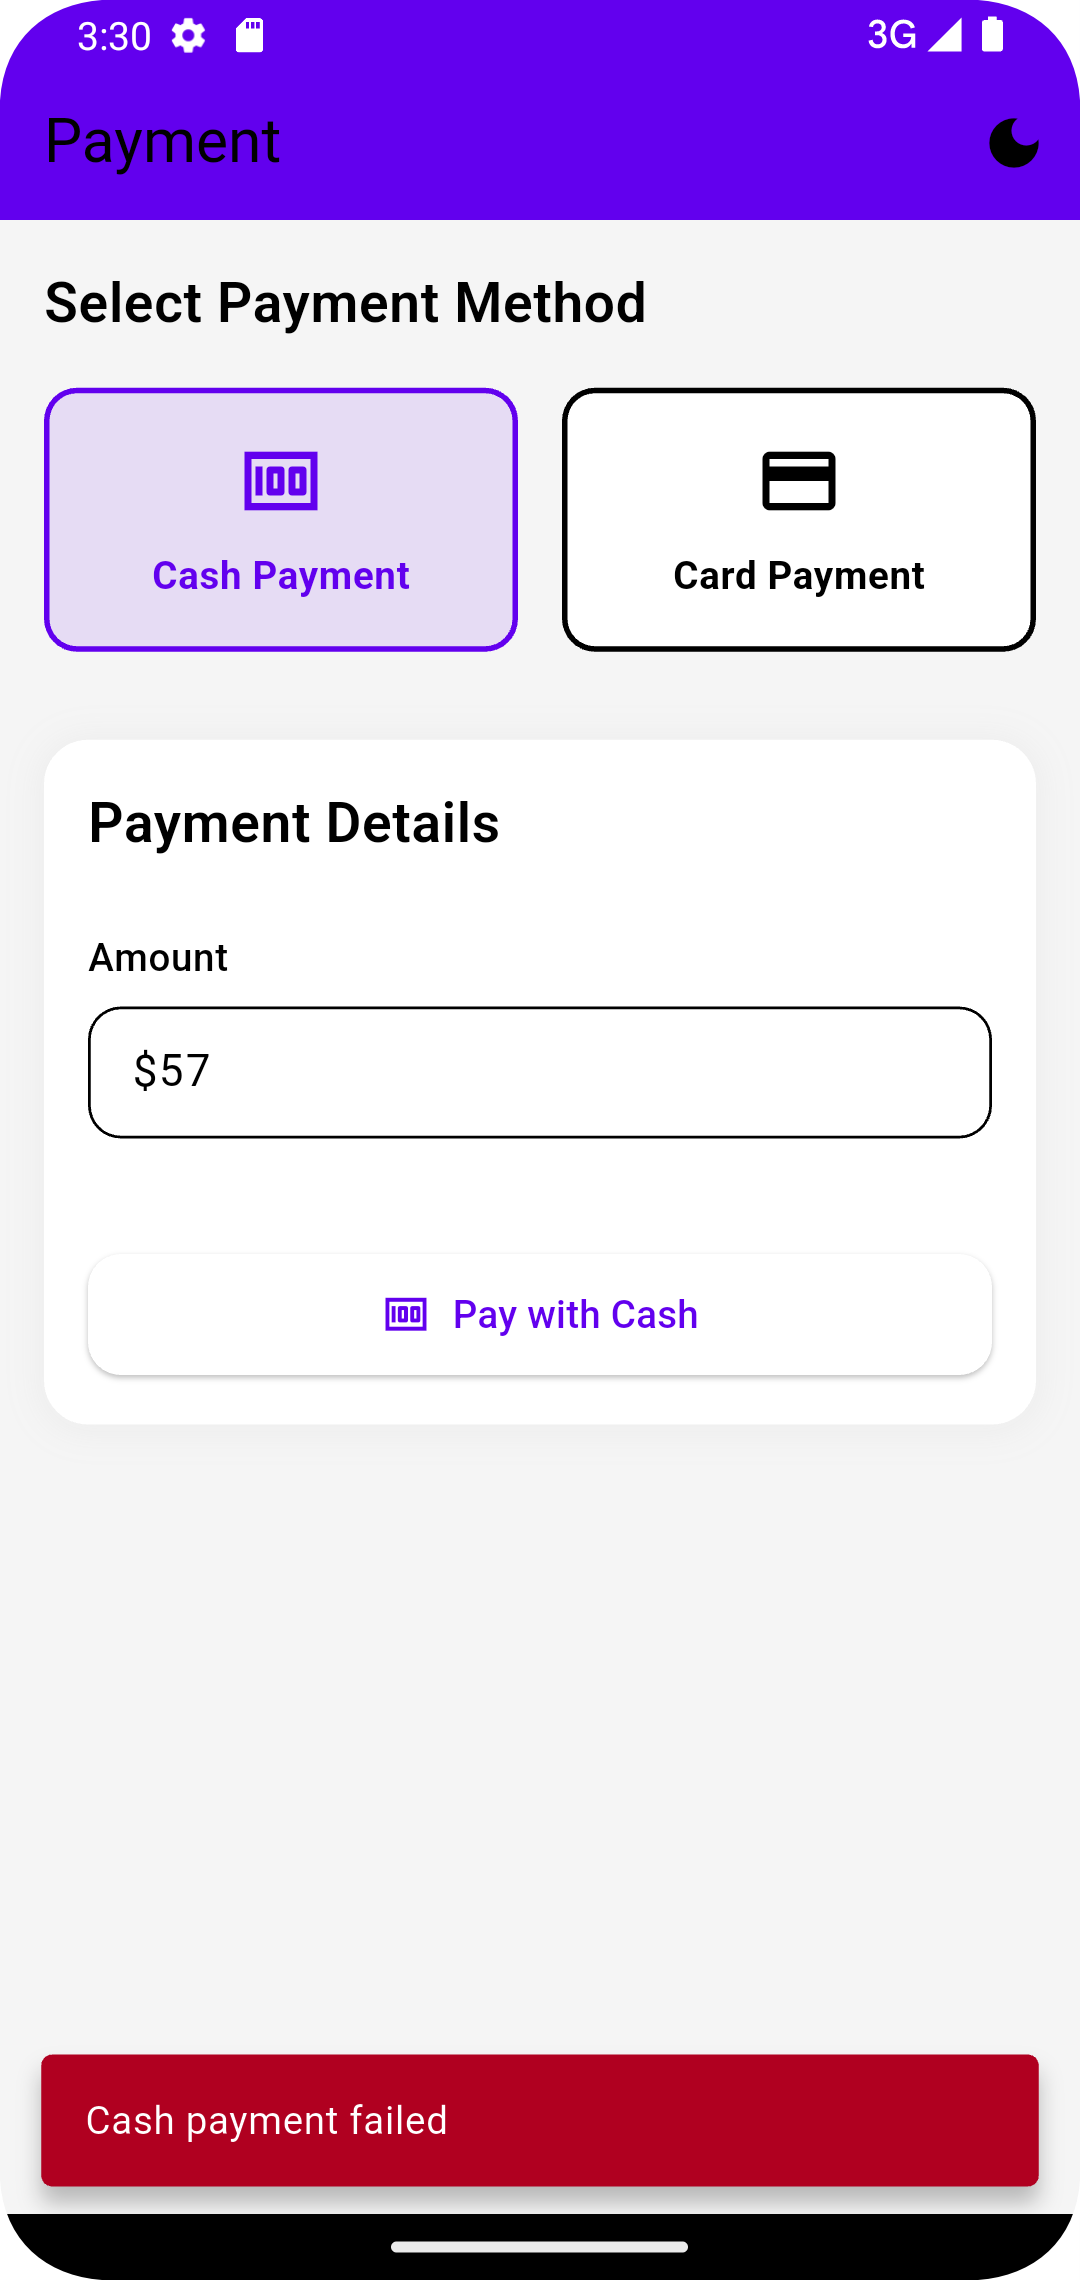 3:30
3G
Payment
Select Payment Method
Cash Payment
Card Payment
Payment Details
Amount
$57
Pay with Cash
Cash payment failed